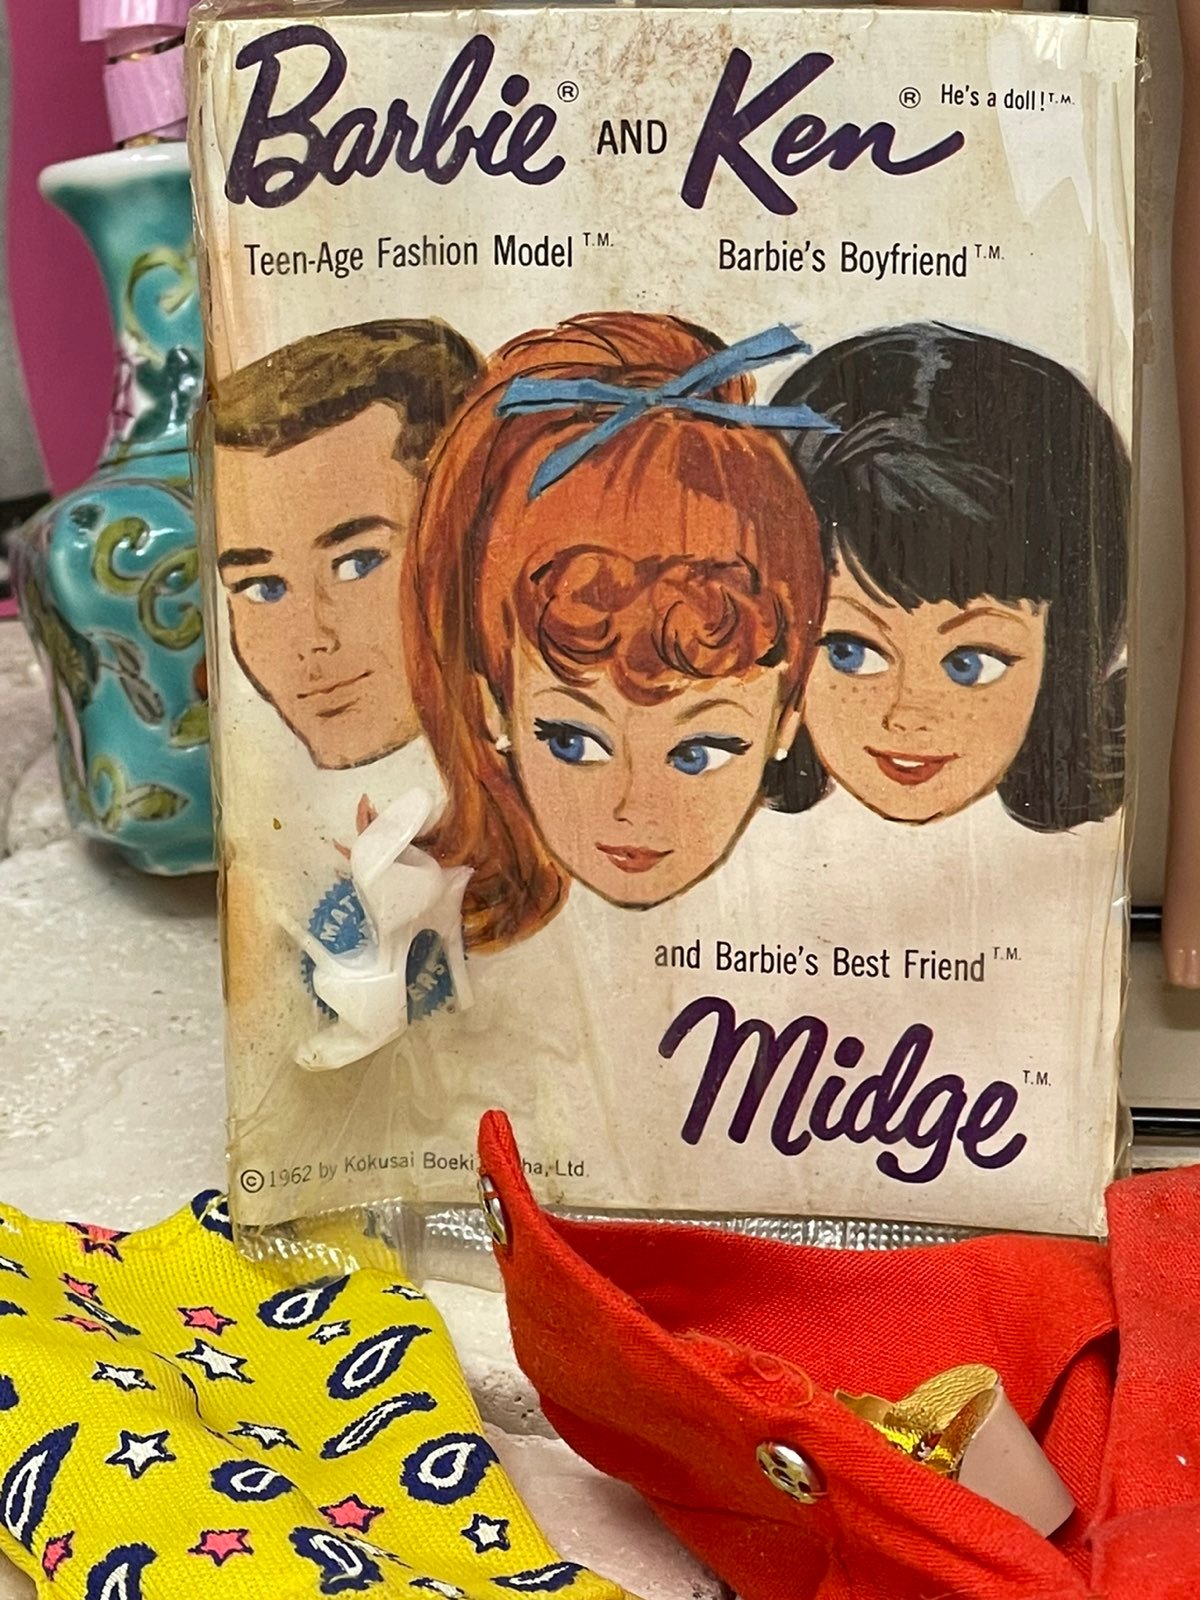 Barbie® AND Ken® He's a doll! T.M.
Teen-Age Fashion Model T.M. Barbie's Boyfriend T.M.
and Barbie's Best Friend T.M.
Midge T.M.
© 1962 by Kokusai Boeki Ltd.